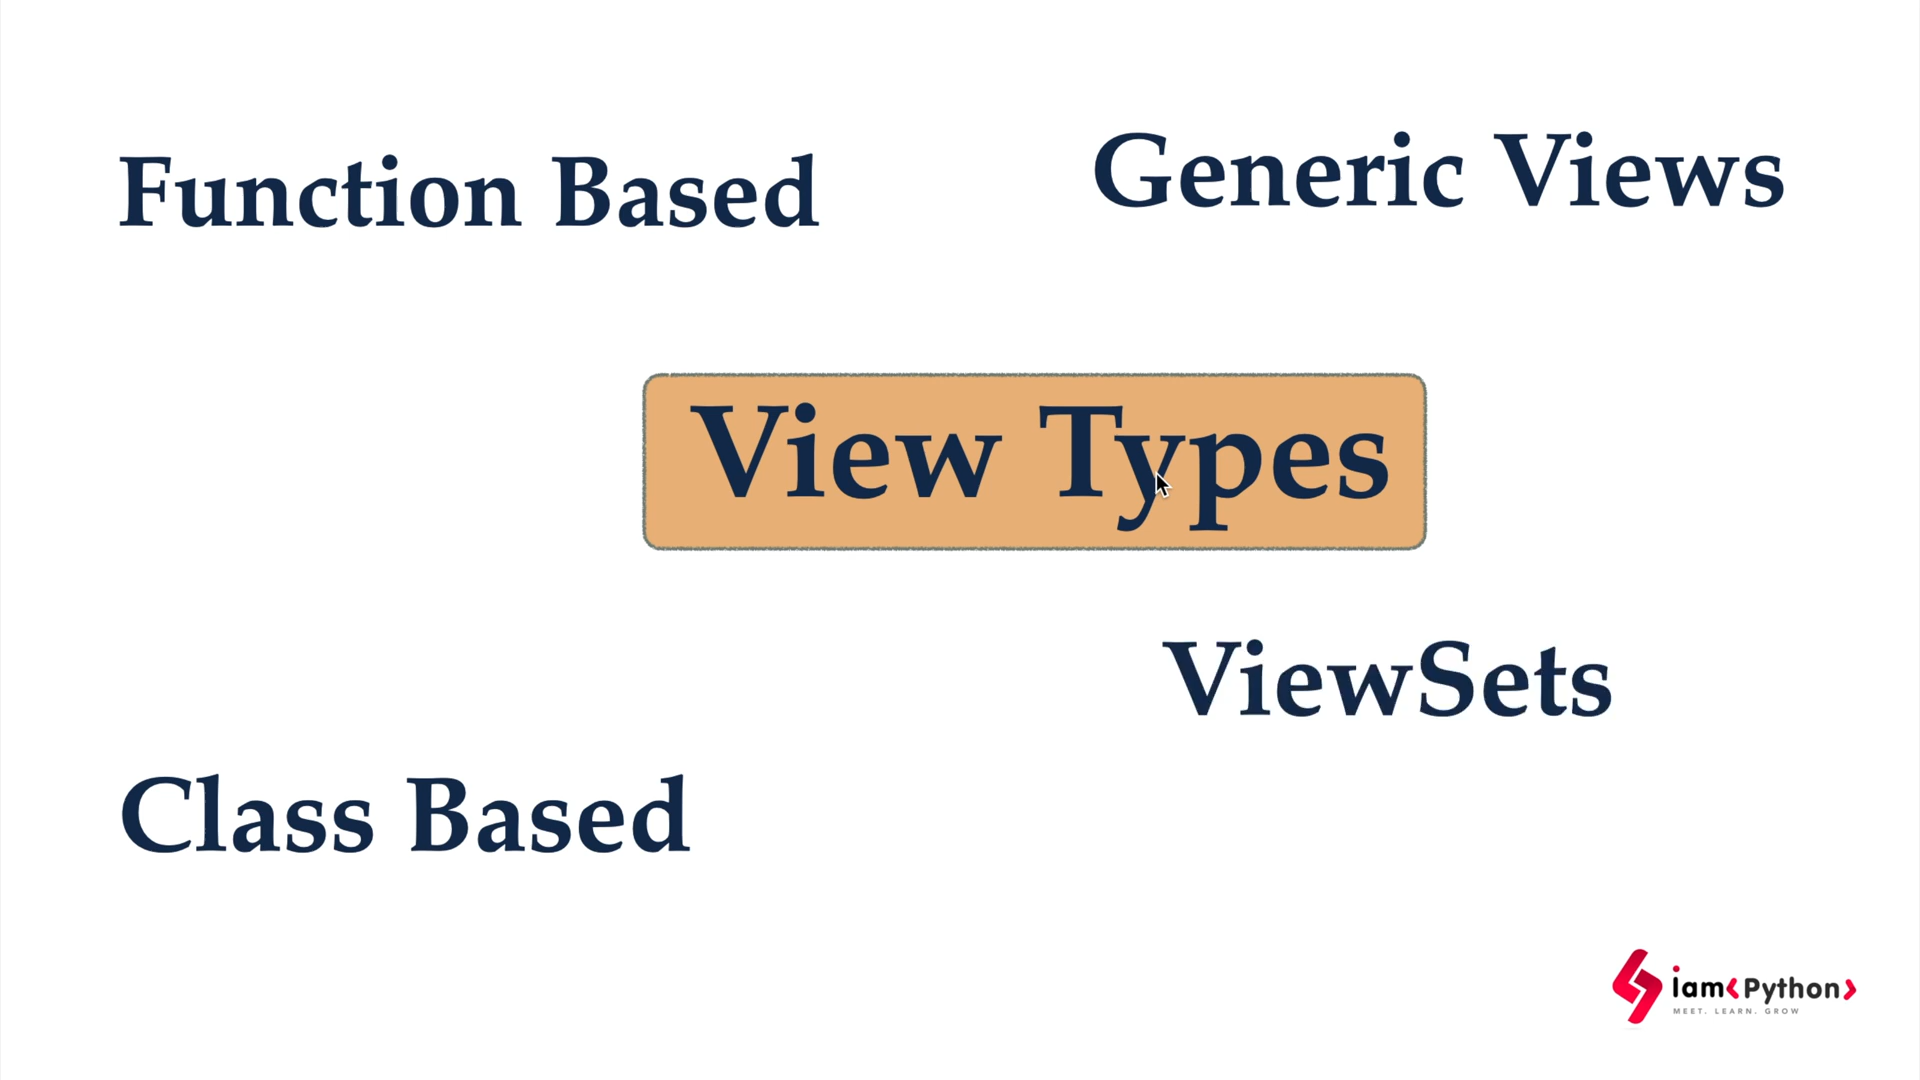 Function Based
Generic Views
View Types
ViewSets
Class Based
iam<Python>
MEET. LEARN. GROW